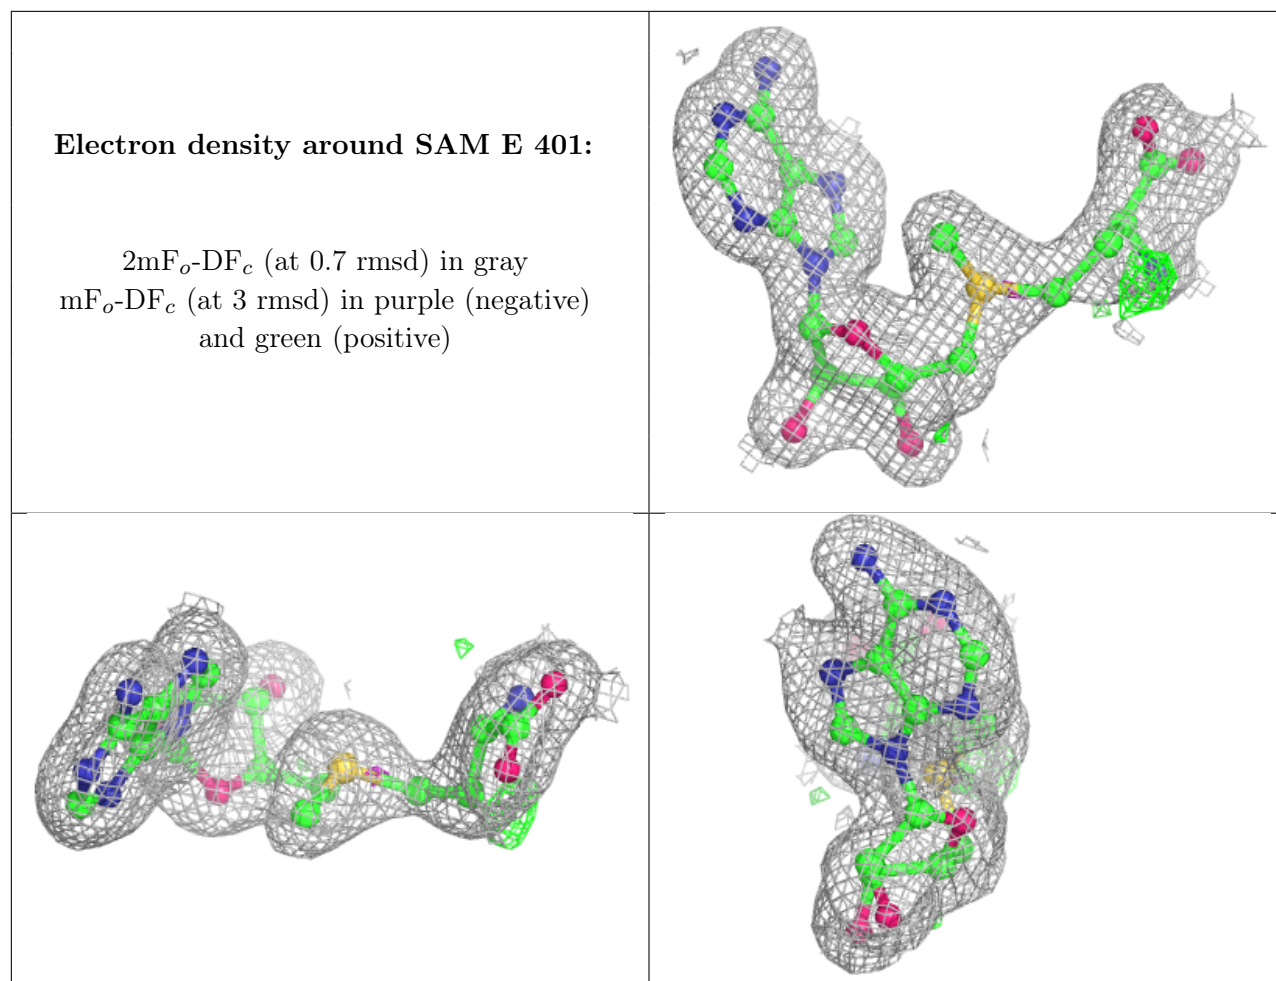 Electron density around SAM E 401:
2mFo-DFc (at 0.7 rmsd) in gray
mFo-DFc (at 3 rmsd) in purple (negative)
and green (positive)